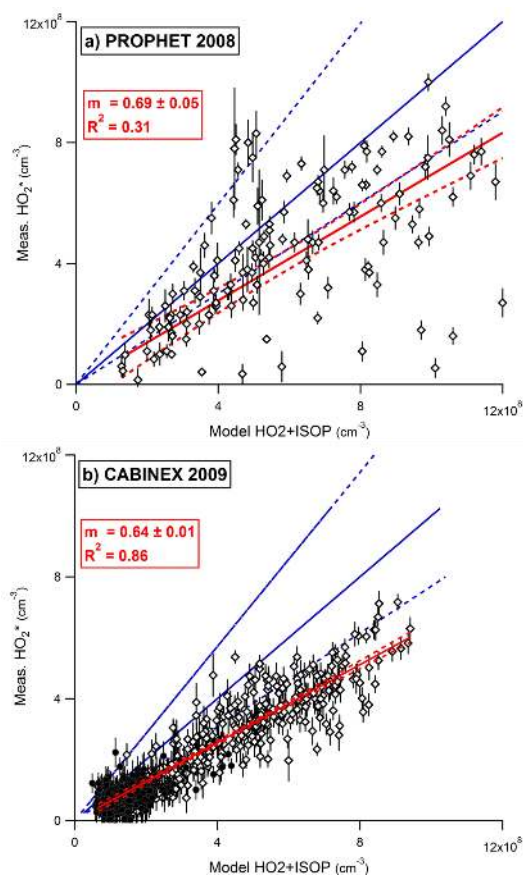 12x10⁸
a) PROPHET 2008
m = 0.69 ± 0.05
R² = 0.31
8
4
0
Meas. HO₂* (cm⁻³)
0
4
8
12x10⁸
Model HO2+ISOP (cm⁻³)
12x10⁸
b) CABINEX 2009
m = 0.64 ± 0.01
R² = 0.86
8
4
0
Meas. HO₂* (cm⁻³)
0
4
8
12x10⁸
Model HO2+ISOP (cm⁻³)